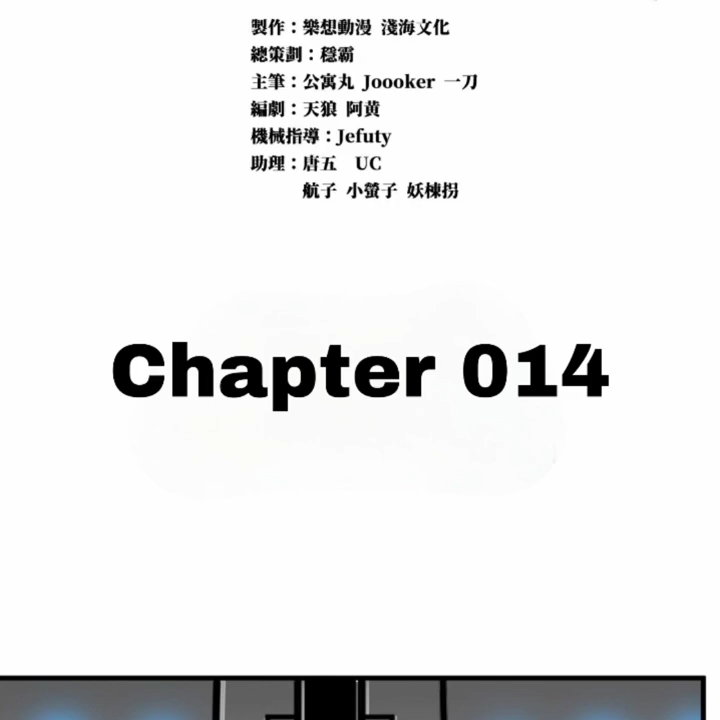 製作：樂想動漫 淺海文化
總策劃：穩霸
主筆：公寓丸 Joooker 一刀
編劇：天狼 阿黄
機械指導：Jefuty
助理：唐五 UC
航子 小螢子 妖棟拐
Chapter 014